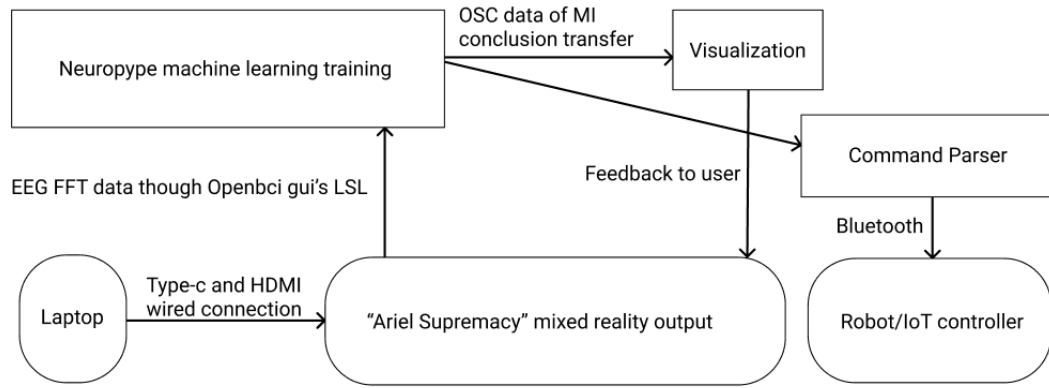 OSC data of MI
conclusion transfer
Visualization
Neuropype machine learning training
Command Parser
Feedback to user
EEG FFT data though Openbci gui's LSL
Bluetooth
Type-c and HDMI
wired connection
Laptop
“Ariel Supremacy” mixed reality output
Robot/IoT controller